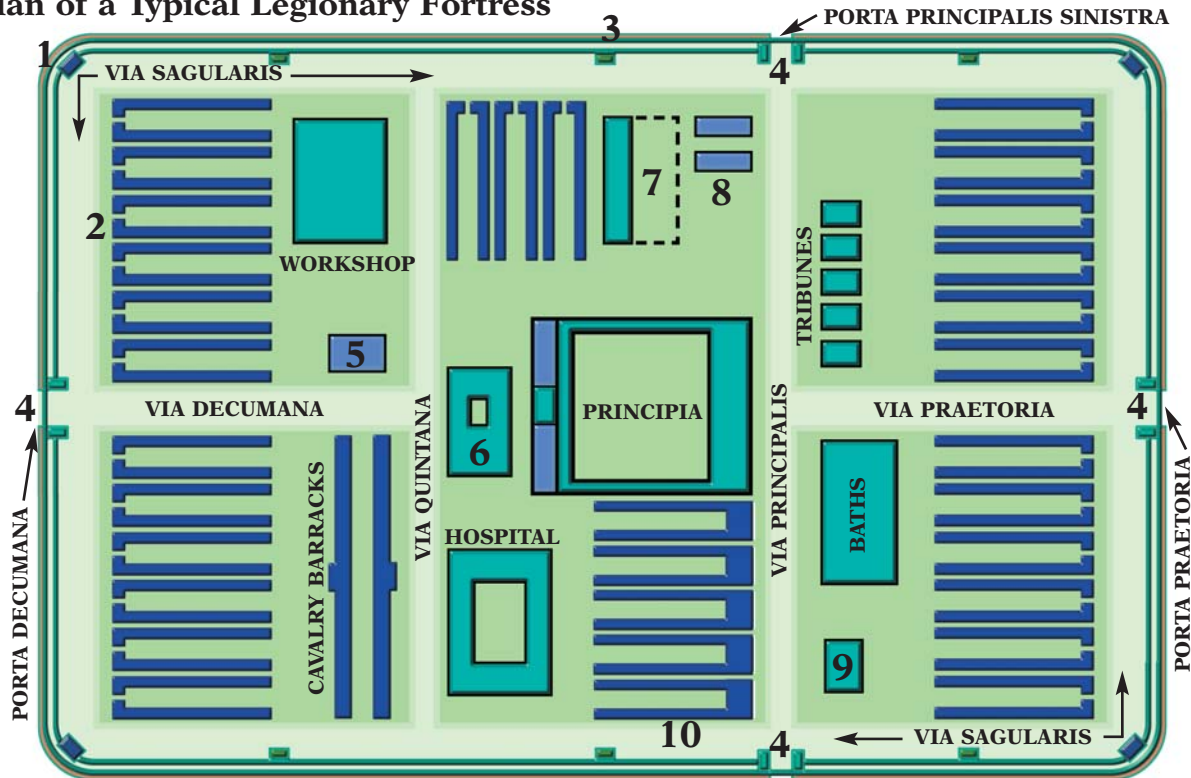 lan of a Typical Legionary Fortress
PORTA PRINCIPALIS SINISTRA
1
3
4
VIA SAGULARIS
2
WORKSHOP
5
7
8
TRIBUNES
4
VIA DECUMANA
VIA QUINTANA
6
PRINCIPIA
VIA PRINCIPALIS
VIA PRAETORIA
4
PORTA DECUMANA
CAVALRY BARRACKS
HOSPITAL
BATHS
PORTA PRAETORIA
9
10
4
VIA SAGULARIS